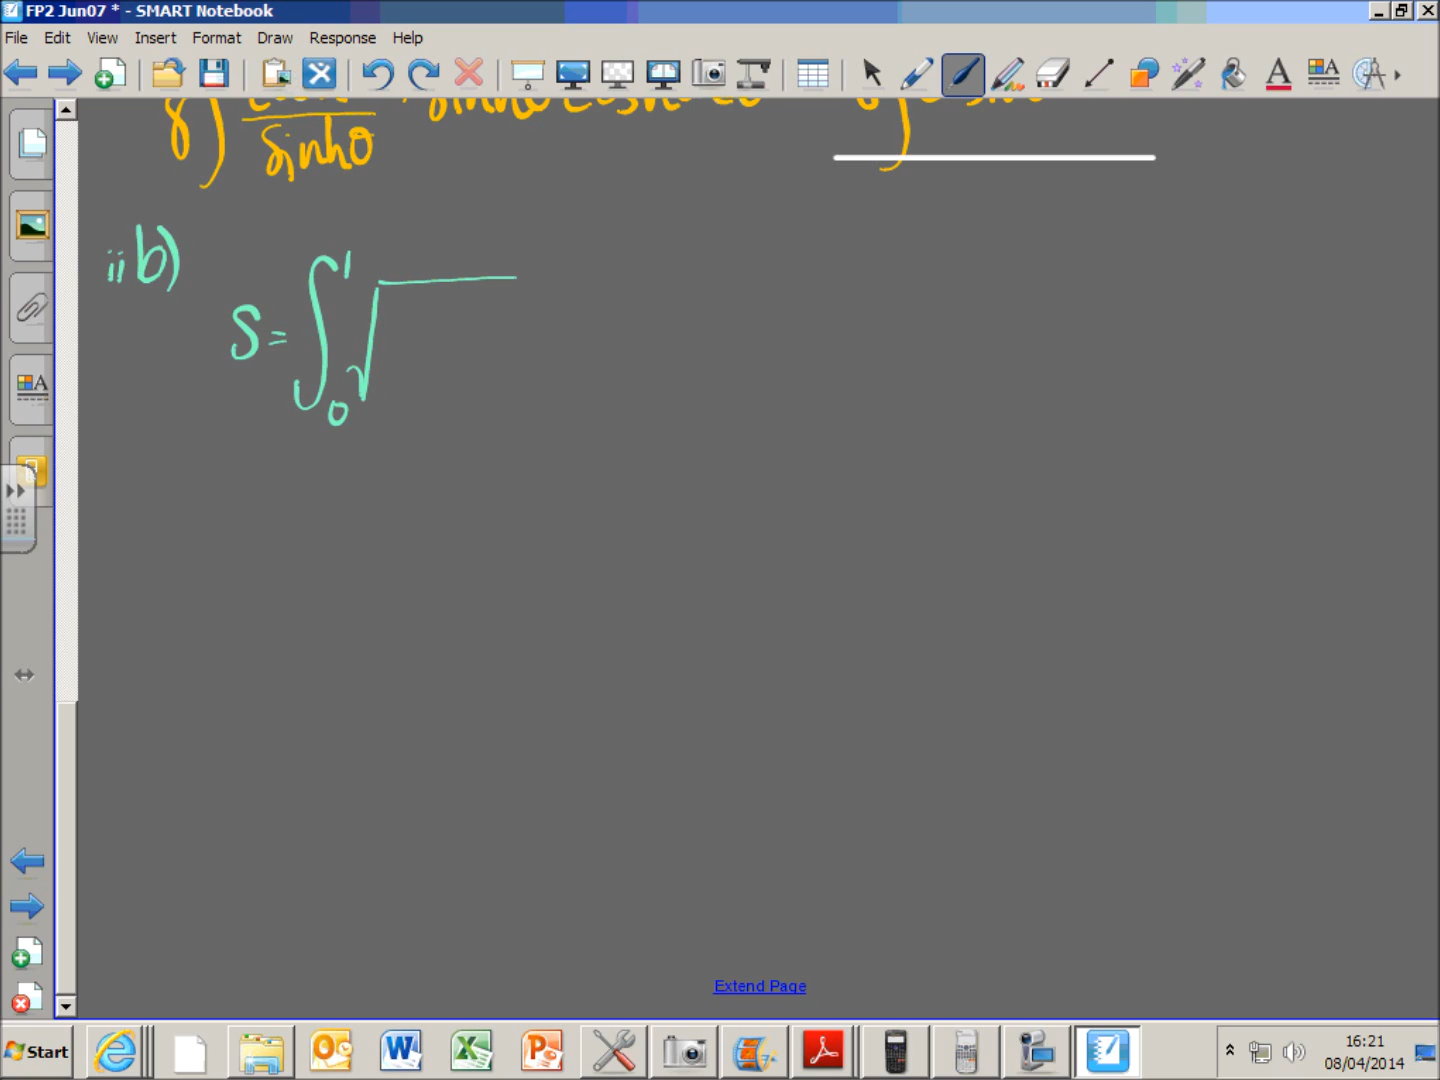 FP2 Jun07 * - SMART Notebook
File Edit View Insert Format Draw Response Help
sinhθ
ii b)
S = ∫₀¹ √
Extend Page
Start
16:21
08/04/2014